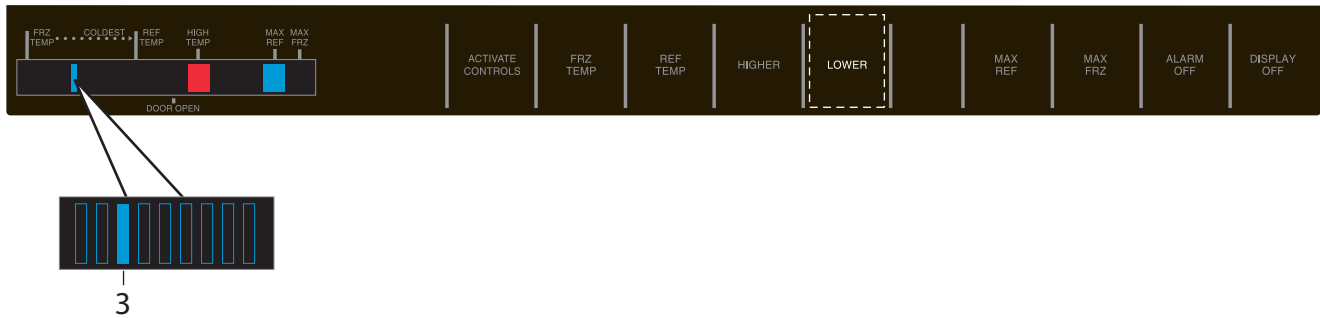 FRZ TEMP
COLDEST
REF TEMP
HIGH TEMP
MAX REF
MAX FRZ
DOOR OPEN
ACTIVATE CONTROLS
FRZ TEMP
REF TEMP
HIGHER
LOWER
MAX REF
MAX FRZ
ALARM OFF
DISPLAY OFF
3